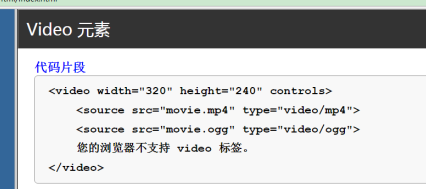 Video 元素
代码片段
<video width="320" height="240" controls>
<source src="movie.mp4" type="video/mp4">
<source src="movie.ogg" type="video/ogg">
您的浏览器不支持 video 标签。
</video>